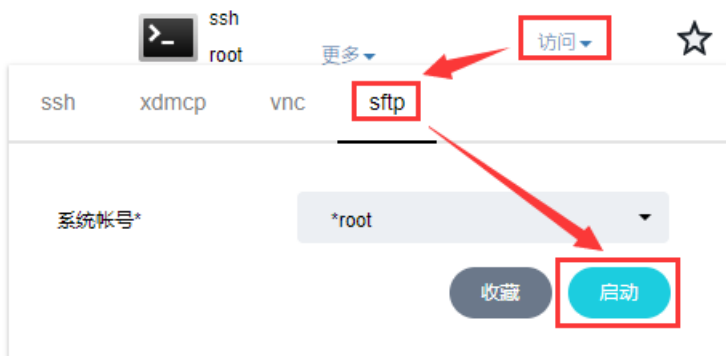 ssh
root
更多
访问
ssh xdmcp vnc sftp
系统帐号* *root
收藏 启动